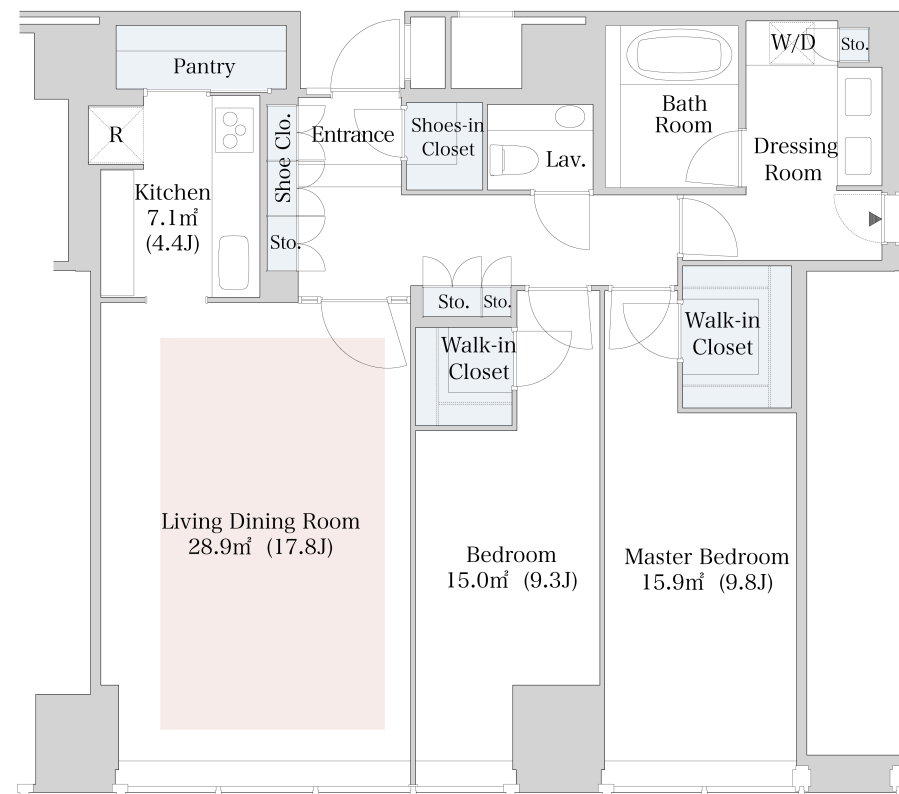 Pantry
W/D
Sto.
R
Shoe Clo.
Entrance
Shoes-in
Closet
Lav.
Bath
Room
Dressing
Room
Kitchen
7.1㎡
(4.4J)
Sto.
Sto.
Sto.
Walk-in
Closet
Walk-in
Closet
Living Dining Room
28.9㎡ (17.8J)
Bedroom
15.0㎡ (9.3J)
Master Bedroom
15.9㎡ (9.8J)